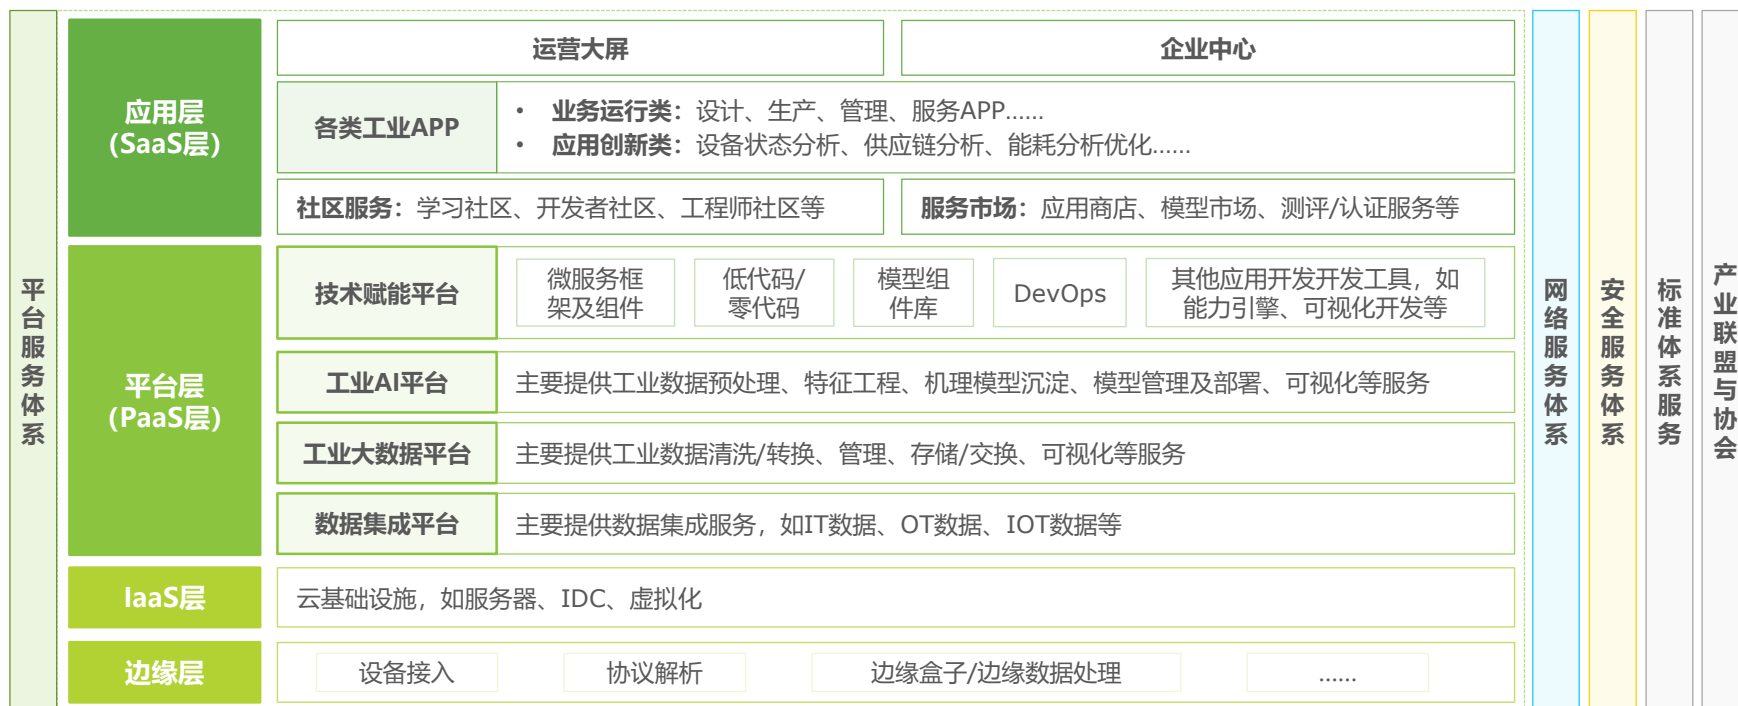 平台服务体系
应用层
（SaaS层）
运营大屏
企业中心
各类工业APP
• 业务运行类：设计、生产、管理、服务APP……
• 应用创新类：设备状态分析、供应链分析、能耗分析优化……
社区服务：学习社区、开发者社区、工程师社区等
服务市场：应用商店、模型市场、测评/认证服务等
平台层
（PaaS层）
技术赋能平台
微服务框
架及组件
低代码/
零代码
模型组
件库
DevOps
其他应用开发开发工具，如
能力引擎、可视化开发等
工业AI平台
主要提供工业数据预处理、特征工程、机理模型沉淀、模型管理及部署、可视化等服务
工业大数据平台
主要提供工业数据清洗/转换、管理、存储/交换、可视化等服务
数据集成平台
主要提供数据集成服务，如IT数据、OT数据、IOT数据等
IaaS层
云基础设施，如服务器、IDC、虚拟化
边缘层
设备接入
协议解析
边缘盒子/边缘数据处理
……
网络服务体系
安全服务体系
标准体系服务
产业联盟与协会